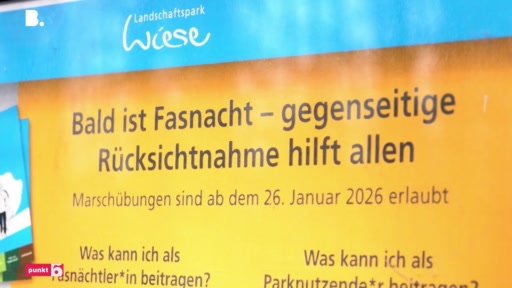 B.
Landschaftspark
Wiese
Bald ist Fasnacht – gegenseitige
Rücksichtnahme hilft allen
Marschübungen sind ab dem 26. Januar 2026 erlaubt
Was kann ich als
Was kann ich als
Fasnächtler*in beitragen?
Parknutzende*r beitragen?
punkt 6